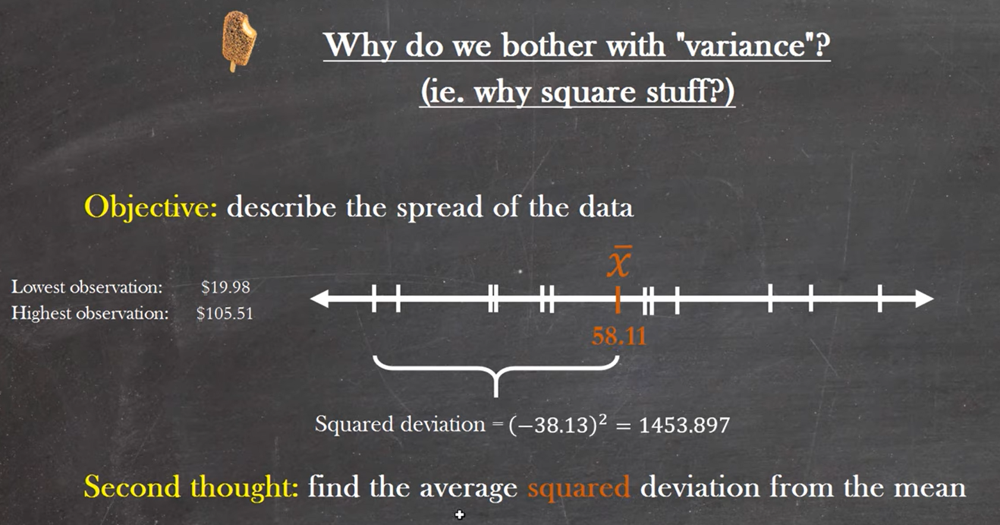 Why do we bother with "variance"?
(ie. why square stuff?)
Objective: describe the spread of the data
x̄
Lowest observation: $19.98
Highest observation: $105.51
58.11
Squared deviation = (−38.13)² = 1453.897
Second thought: find the average squared deviation from the mean